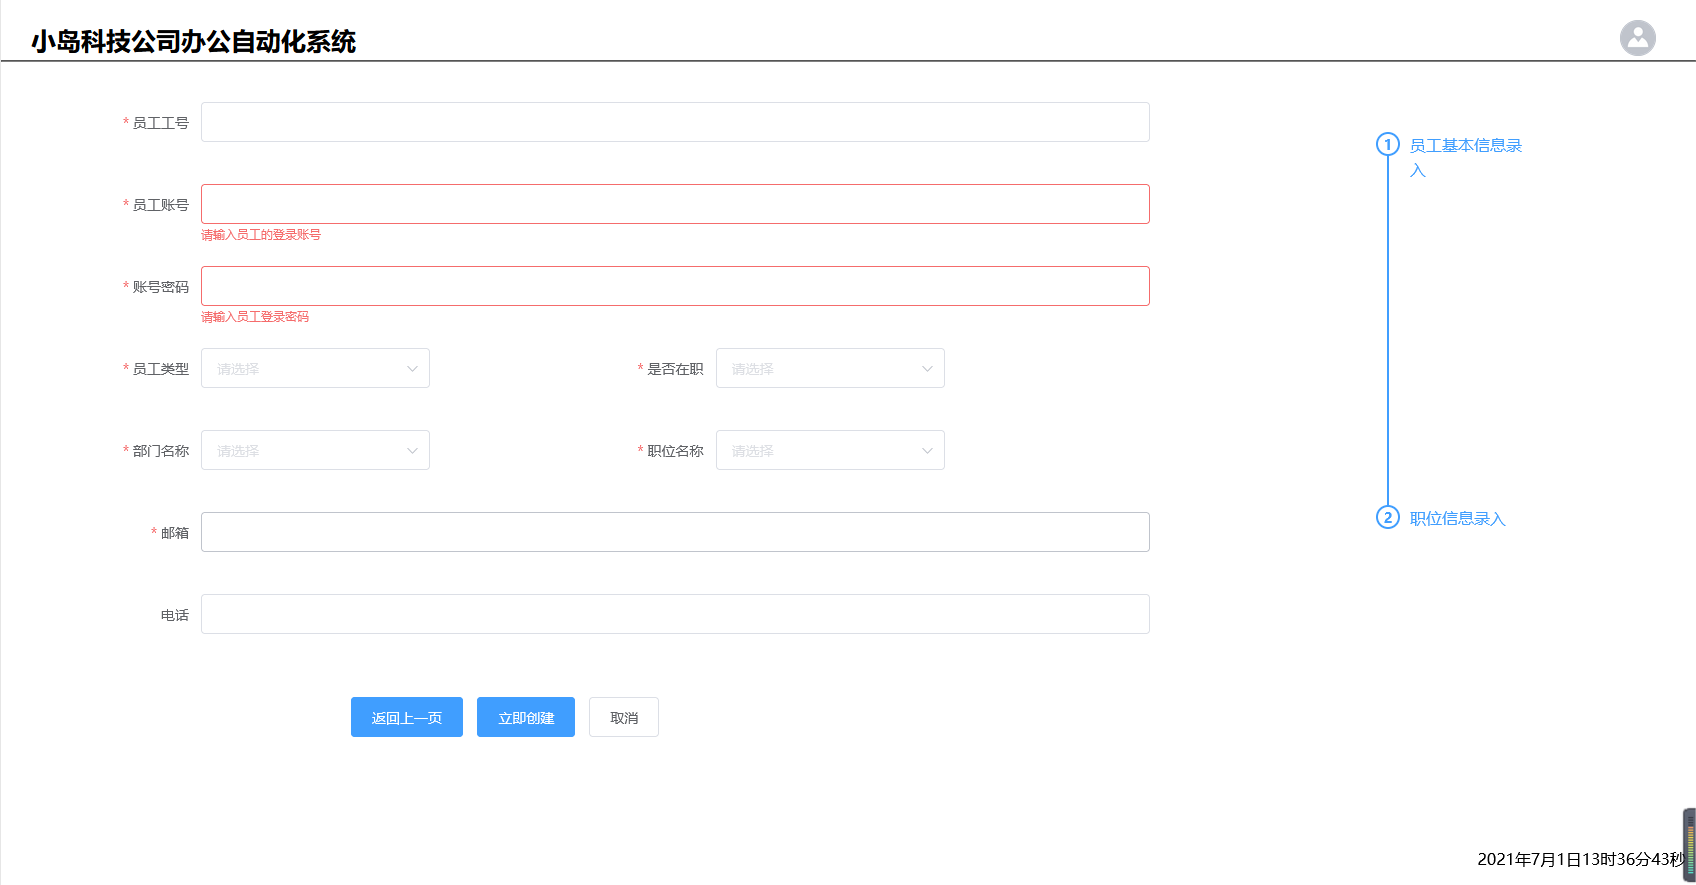 小岛科技公司办公自动化系统
* 员工工号
* 员工账号
请输入员工的登录账号
* 账号密码
请输入员工登录密码
* 员工类型 请选择 * 是否在职 请选择
* 部门名称 请选择 * 职位名称 请选择
* 邮箱
电话
返回上一页 立即创建 取消
1 员工基本信息录
入
2 职位信息录入
2021年7月1日13时36分43秒